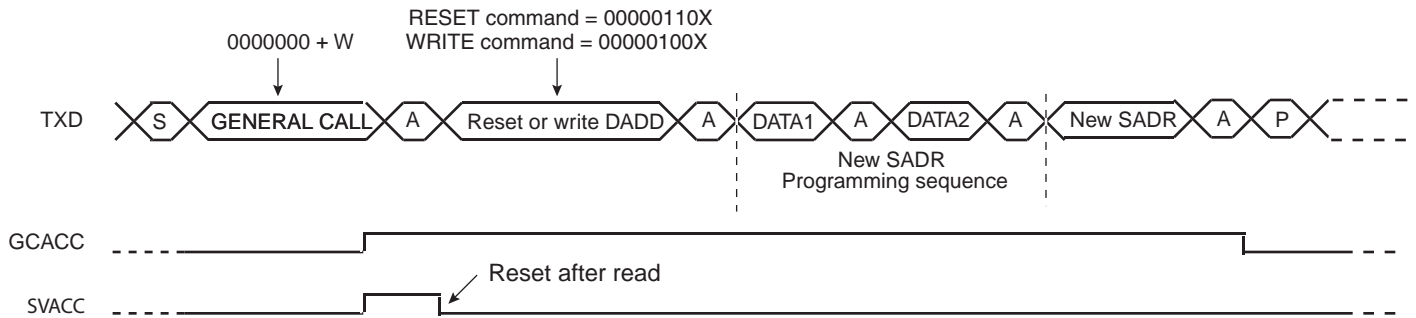 RESET command = 00000110X
0000000 + W
WRITE command = 00000100X
TXD
S
GENERAL CALL
A
Reset or write DADD
A
DATA1
A
DATA2
A
New SADR
A
P
New SADR
Programming sequence
GCACC
Reset after read
SVACC